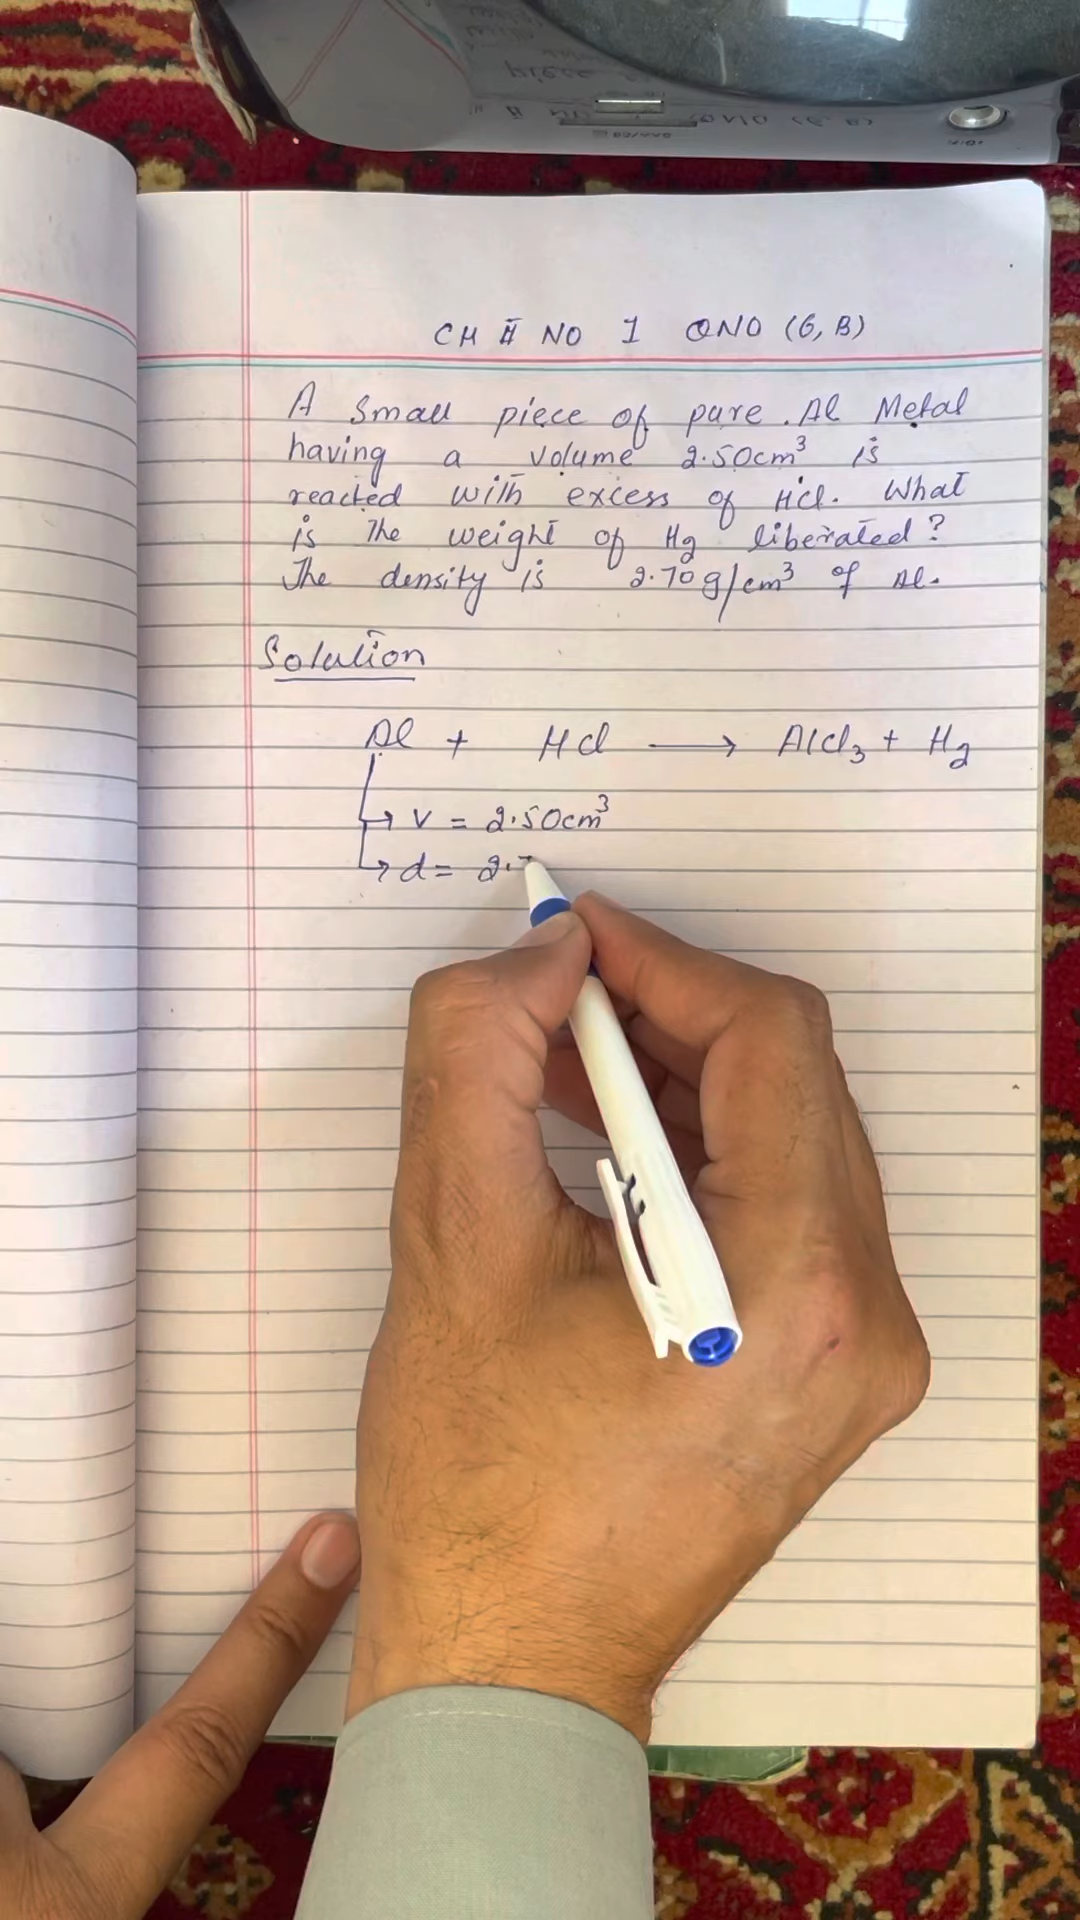 CH # NO 1 QNO (6, B)
A small piece of pure. Al Metal
having a volume 2.50cm³ is
reacted with excess of HCl. What
is the weight of H2 liberated?
The density is 2.70g/cm³ of Al.
Solution
Al + HCl ⟶ AlCl3 + H2
→ v = 2.50cm³
→ d = 2.7